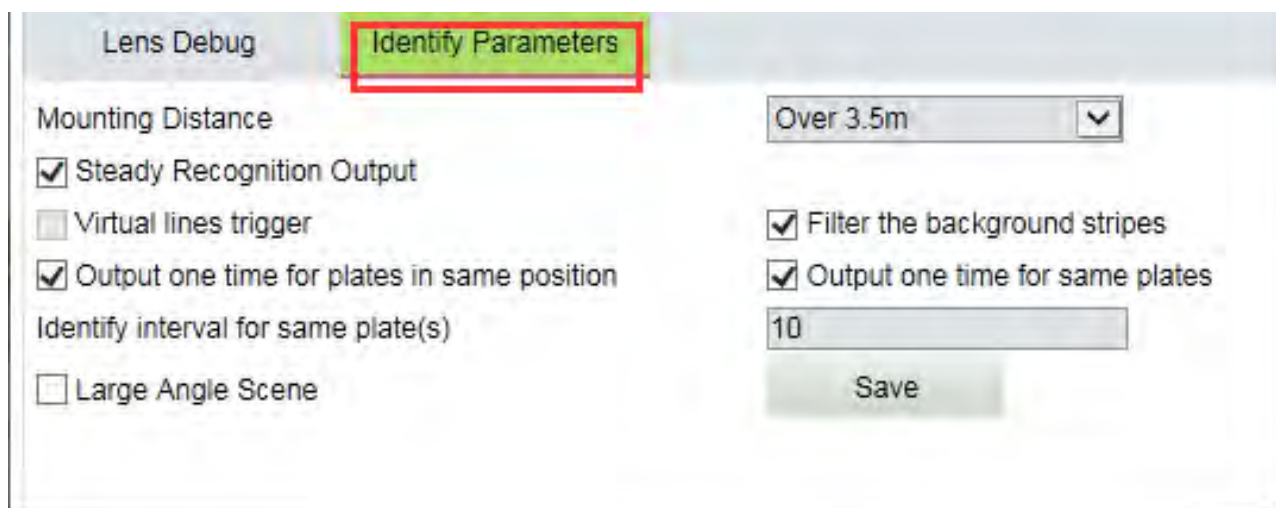 Lens Debug Identify Parameters
Mounting Distance Over 3.5m
Steady Recognition Output
Virtual lines trigger Filter the background stripes
Output one time for plates in same position Output one time for same plates
Identify interval for same plate(s) 10
Large Angle Scene Save